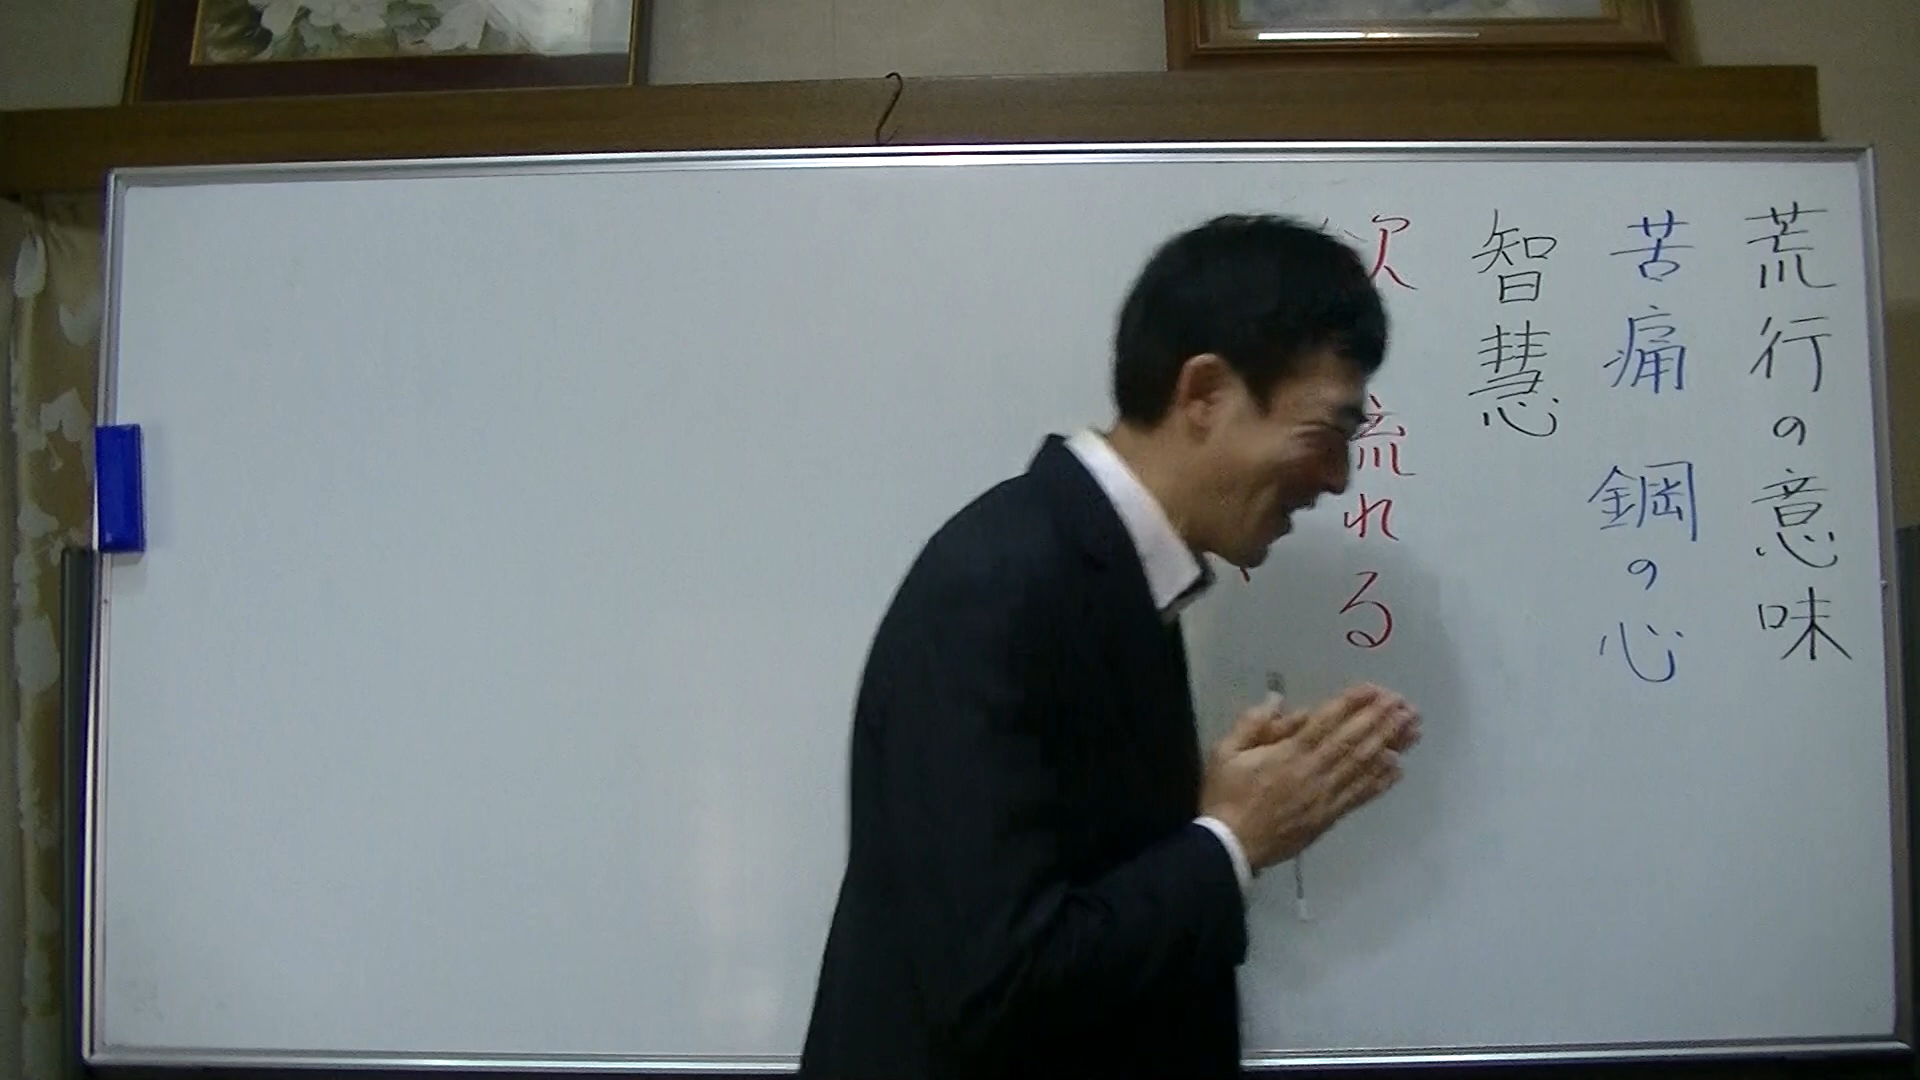 荒行の意味
苦痛 鋼の心
智慧
流れる